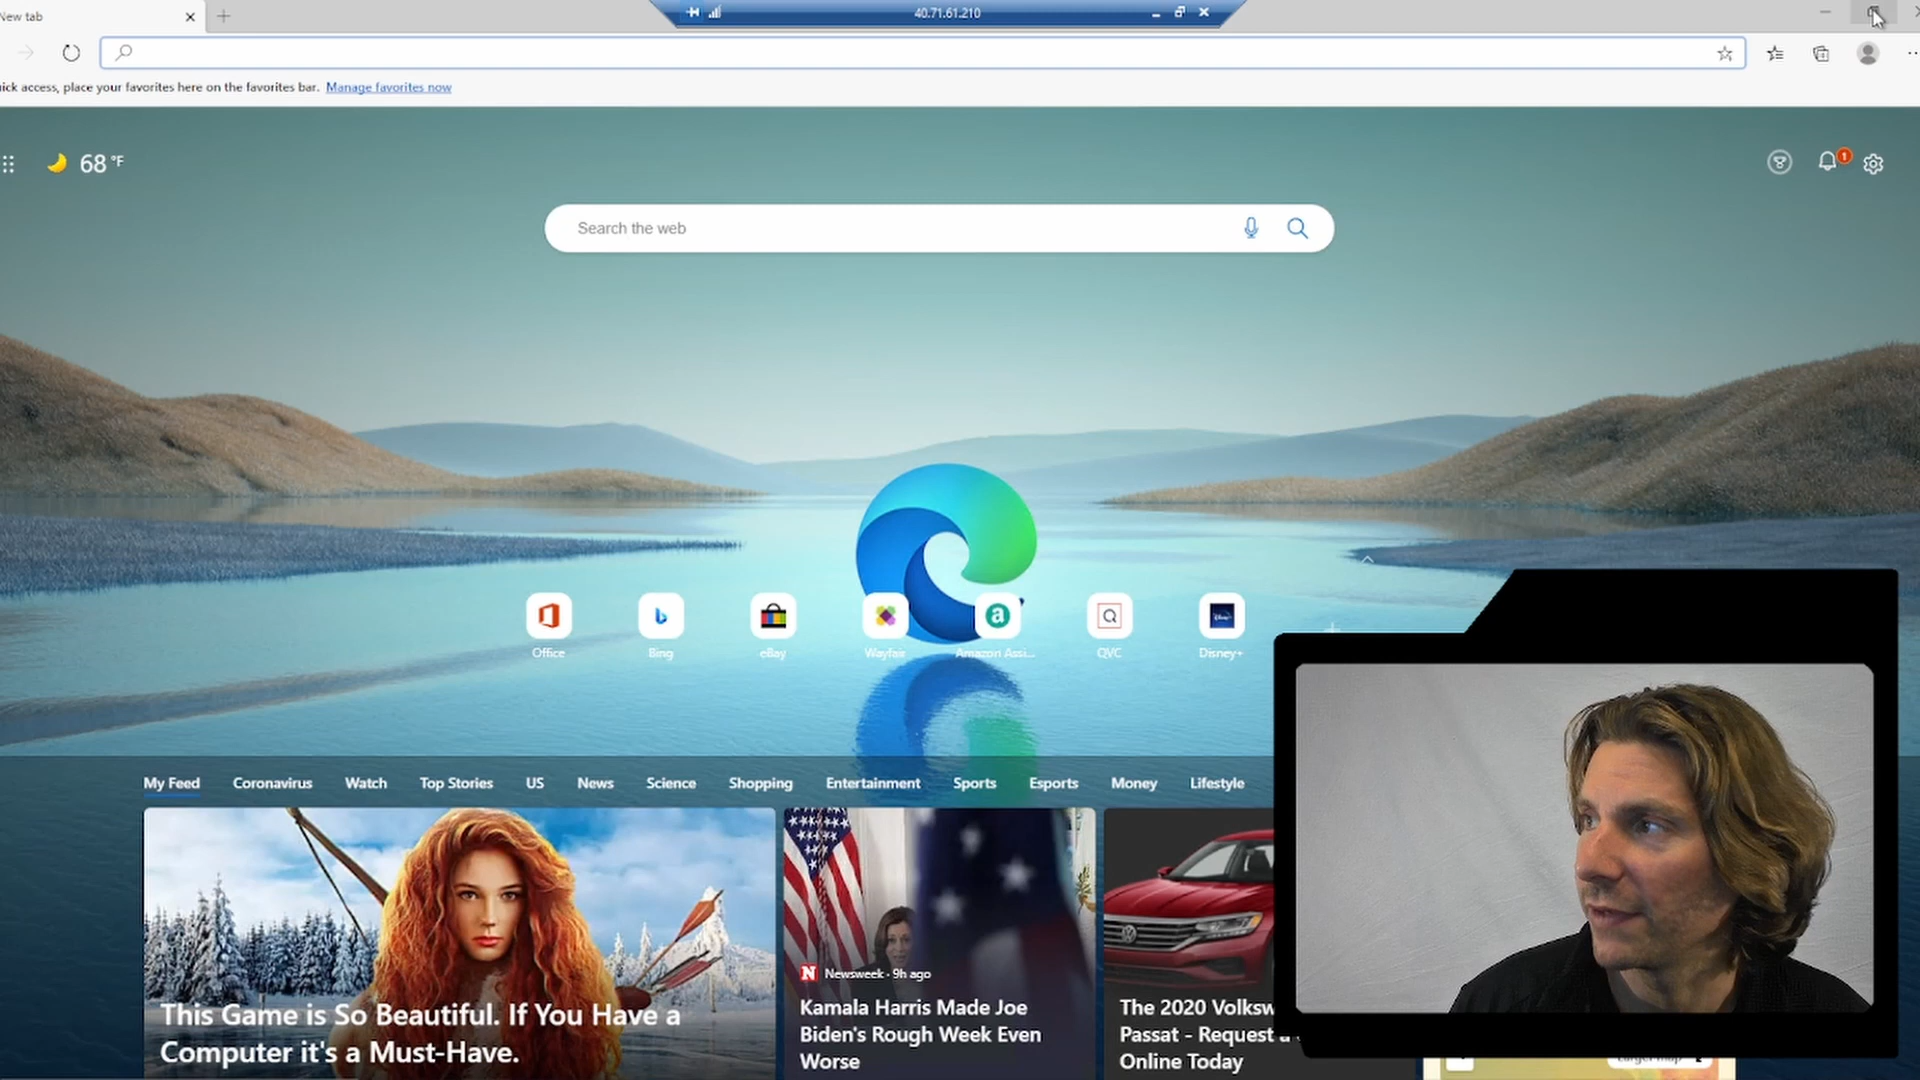 New tab
40.71.61.210
ick access, place your favorites here on the favorites bar. Manage favorites now
68 °F
1
Search the web
Office
Bing
eBay
Wayfair
Amazon Assi...
QVC
Disney+
My Feed
Coronavirus
Watch
Top Stories
US
News
Science
Shopping
Entertainment
Sports
Esports
Money
Lifestyle
This Game is So Beautiful. If You Have a
Computer it's a Must-Have.
Newsweek · 9h ago
Kamala Harris Made Joe
Biden's Rough Week Even
Worse
The 2020 Volksw
Passat - Request a
Online Today